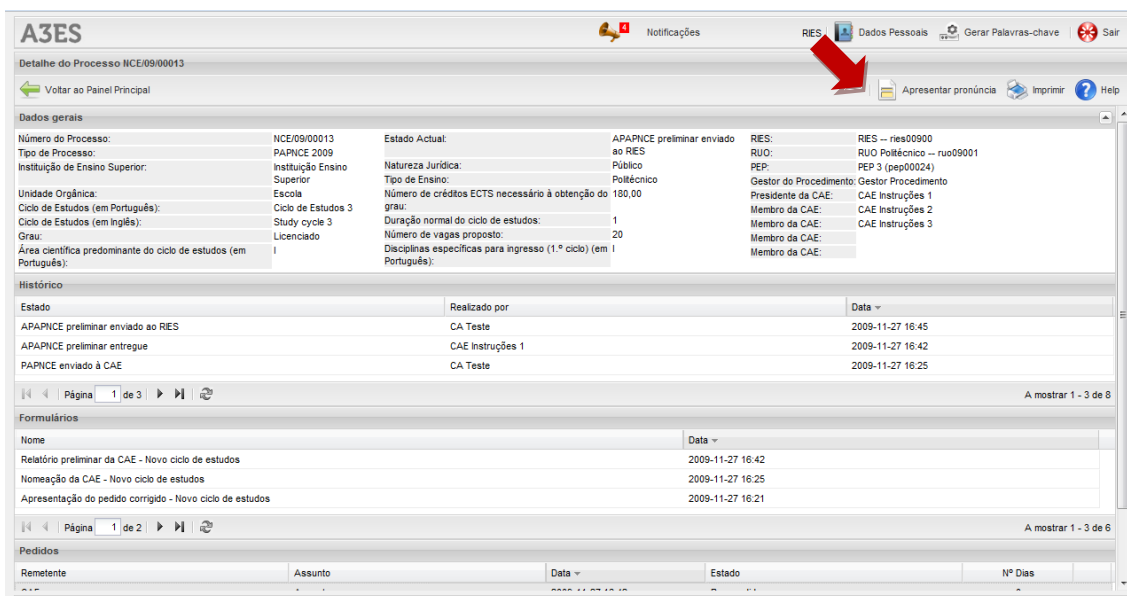 A3ES
4 Notificações RIES Dados Pessoais Gerar Palavras-chave Sair
Detalhe do Processo NCE/09/00013
Voltar ao Painel Principal Apresentar pronúncia Imprimir Help
Dados gerais
Número do Processo: NCE/09/00013
Tipo de Processo: PAPNCE 2009
Instituição de Ensino Superior: Instituição Ensino
Superior
Unidade Orgânica: Escola
Ciclo de Estudos (em Português): Ciclo de Estudos 3
Ciclo de Estudos (em Inglês): Study cycle 3
Grau: Licenciado
Área científica predominante do ciclo de estudos (em I
Português):
Estado Actual: APAPNCE preliminar enviado
ao RIES
Natureza Jurídica: Público
Tipo de Ensino: Politécnico
Número de créditos ECTS necessário à obtenção do 180,00
grau:
Duração normal do ciclo de estudos: 1
Número de vagas proposto: 20
Disciplinas específicas para ingresso (1.º ciclo) (em I
Português):
RIES: RIES -- ries00900
RUO: RUO Politécnico -- ruo09001
PEP: PEP 3 (pep00024)
Gestor do Procedimento: Gestor Procedimento
Presidente da CAE: CAE Instruções 1
Membro da CAE: CAE Instruções 2
Membro da CAE: CAE Instruções 3
Membro da CAE:
Membro da CAE:
Histórico
Estado Realizado por Data
APAPNCE preliminar enviado ao RIES CA Teste 2009-11-27 16:45
APAPNCE preliminar entregue CAE Instruções 1 2009-11-27 16:42
PAPNCE enviado à CAE CA Teste 2009-11-27 16:25
Página 1 de 3 A mostrar 1 - 3 de 8
Formulários
Nome Data
Relatório preliminar da CAE - Novo ciclo de estudos 2009-11-27 16:42
Nomeação da CAE - Novo ciclo de estudos 2009-11-27 16:25
Apresentação do pedido corrigido - Novo ciclo de estudos 2009-11-27 16:21
Página 1 de 2 A mostrar 1 - 3 de 6
Pedidos
Remetente Assunto Data Estado Nº Dias